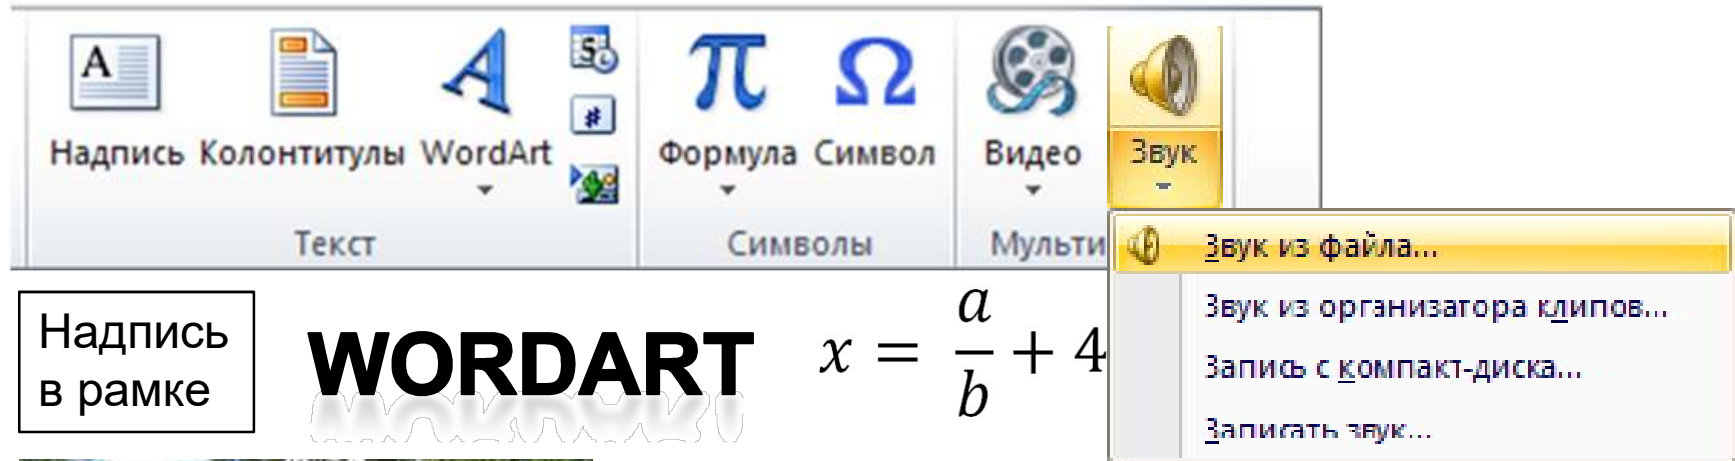 Надпись Колонтитулы WordArt Формула Символ Видео Звук
Текст Символы Мульти
Звук из файла...
Звук из организатора клипов...
Запись с компакт-диска...
Записать звук...
Надпись
в рамке
WORDART
x = a/b + 4